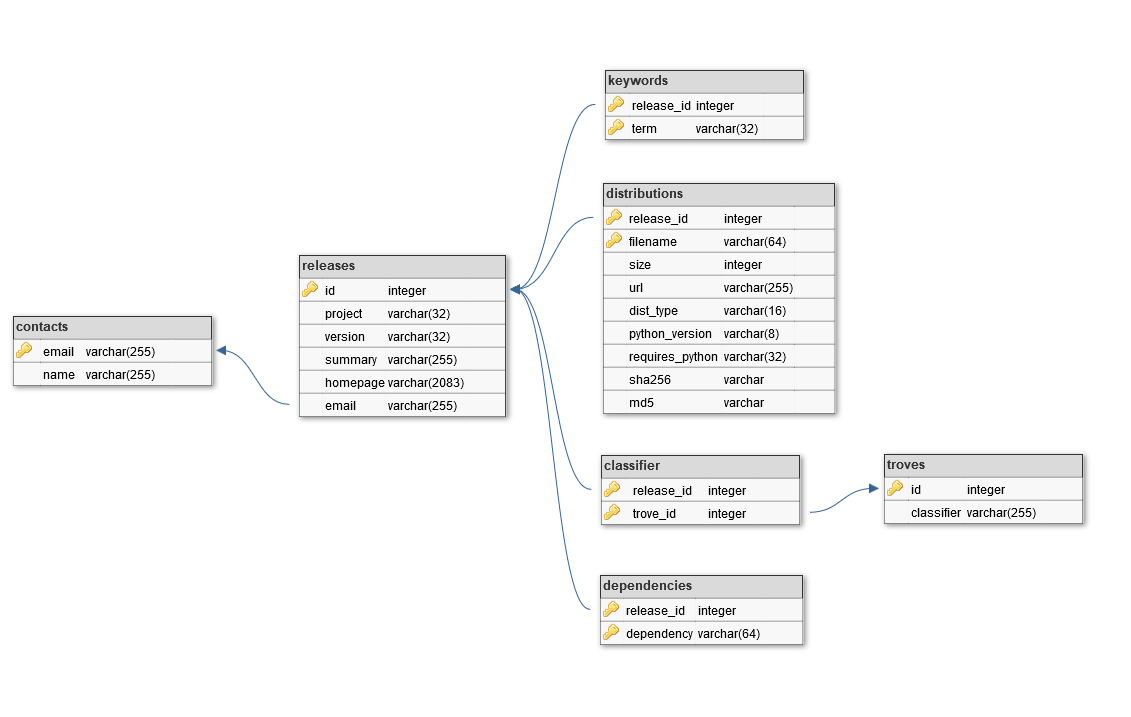 keywords
release_id integer
term varchar(32)
distributions
release_id integer
filename varchar(64)
size integer
url varchar(255)
dist_type varchar(16)
python_version varchar(8)
requires_python varchar(32)
sha256 varchar
md5 varchar
releases
id integer
project varchar(32)
version varchar(32)
summary varchar(255)
homepage varchar(2083)
email varchar(255)
contacts
email varchar(255)
name varchar(255)
classifier
release_id integer
trove_id integer
troves
id integer
classifier varchar(255)
dependencies
release_id integer
dependency varchar(64)